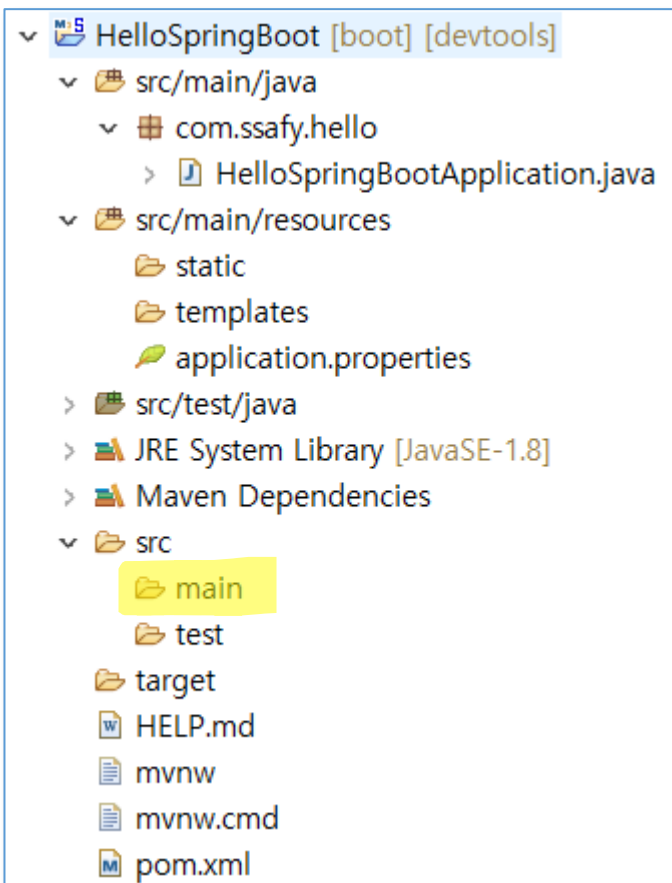 HelloSpringBoot [boot] [devtools]
src/main/java
com.ssafy.hello
HelloSpringBootApplication.java
src/main/resources
static
templates
application.properties
src/test/java
JRE System Library [JavaSE-1.8]
Maven Dependencies
src
main
test
target
HELP.md
mvnw
mvnw.cmd
pom.xml